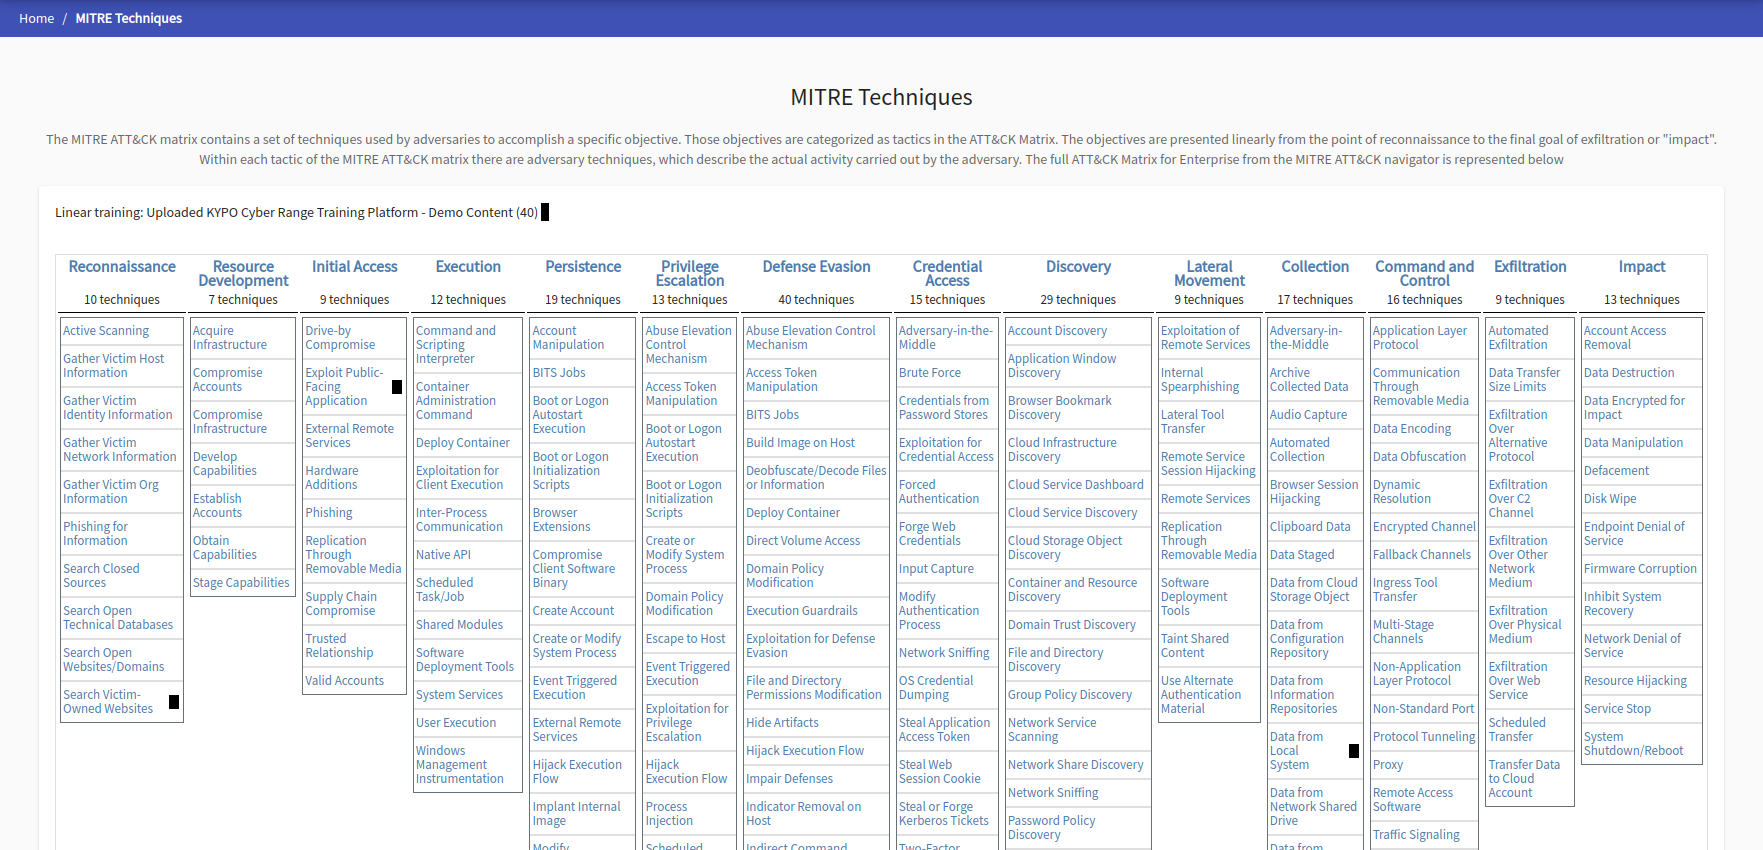 Home / MITRE Techniques
MITRE Techniques
The MITRE ATT&CK matrix contains a set of techniques used by adversaries to accomplish a specific objective. Those objectives are categorized as tactics in the ATT&CK Matrix. The objectives are presented linearly from the point of reconnaissance to the final goal of exfiltration or "impact".
Within each tactic of the MITRE ATT&CK matrix there are adversary techniques, which describe the actual activity carried out by the adversary. The full ATT&CK Matrix for Enterprise from the MITRE ATT&CK navigator is represented below
Linear training: Uploaded KYPO Cyber Range Training Platform - Demo Content (40)
Reconnaissance
10 techniques
Active Scanning
Gather Victim Host
Information
Gather Victim
Identity Information
Gather Victim
Network Information
Gather Victim Org
Information
Phishing for
Information
Search Closed
Sources
Search Open
Technical Databases
Search Open
Websites/Domains
Search Victim-
Owned Websites
Resource
Development
7 techniques
Acquire
Infrastructure
Compromise
Accounts
Compromise
Infrastructure
Develop
Capabilities
Establish
Accounts
Obtain
Capabilities
Stage Capabilities
Initial Access
9 techniques
Drive-by
Compromise
Exploit Public-
Facing
Application
External Remote
Services
Hardware
Additions
Phishing
Replication
Through
Removable Media
Supply Chain
Compromise
Trusted
Relationship
Valid Accounts
Execution
12 techniques
Command and
Scripting
Interpreter
Container
Administration
Command
Deploy Container
Exploitation for
Client Execution
Inter-Process
Communication
Native API
Scheduled
Task/Job
Shared Modules
Software
Deployment Tools
System Services
User Execution
Windows
Management
Instrumentation
Persistence
19 techniques
Account
Manipulation
BITS Jobs
Boot or Logon
Autostart
Execution
Boot or Logon
Initialization
Scripts
Browser
Extensions
Compromise
Client Software
Binary
Create Account
Create or Modify
System Process
Event Triggered
Execution
External Remote
Services
Hijack Execution
Flow
Implant Internal
Image
Modify
Privilege
Escalation
13 techniques
Abuse Elevation
Control
Mechanism
Access Token
Manipulation
Boot or Logon
Autostart
Execution
Boot or Logon
Initialization
Scripts
Create or
Modify System
Process
Domain Policy
Modification
Escape to Host
Event Triggered
Execution
Exploitation for
Privilege
Escalation
Hijack
Execution Flow
Process
Injection
Scheduled
Defense Evasion
40 techniques
Abuse Elevation Control
Mechanism
Access Token
Manipulation
BITS Jobs
Build Image on Host
Deobfuscate/Decode Files
or Information
Deploy Container
Direct Volume Access
Domain Policy
Modification
Execution Guardrails
Exploitation for Defense
Evasion
File and Directory
Permissions Modification
Hide Artifacts
Hijack Execution Flow
Impair Defenses
Indicator Removal on
Host
Indirect Command
Credential
Access
15 techniques
Adversary-in-the-
Middle
Brute Force
Credentials from
Password Stores
Exploitation for
Credential Access
Forced
Authentication
Forge Web
Credentials
Input Capture
Modify
Authentication
Process
Network Sniffing
OS Credential
Dumping
Steal Application
Access Token
Steal Web
Session Cookie
Steal or Forge
Kerberos Tickets
Two-Factor
Discovery
29 techniques
Account Discovery
Application Window
Discovery
Browser Bookmark
Discovery
Cloud Infrastructure
Discovery
Cloud Service Dashboard
Cloud Service Discovery
Cloud Storage Object
Discovery
Container and Resource
Discovery
Domain Trust Discovery
File and Directory
Discovery
Group Policy Discovery
Network Service
Scanning
Network Share Discovery
Network Sniffing
Password Policy
Discovery
Lateral
Movement
9 techniques
Exploitation of
Remote Services
Internal
Spearphishing
Lateral Tool
Transfer
Remote Service
Session Hijacking
Remote Services
Replication
Through
Removable Media
Software
Deployment
Tools
Taint Shared
Content
Use Alternate
Authentication
Material
Collection
17 techniques
Adversary-in-
the-Middle
Archive
Collected Data
Audio Capture
Automated
Collection
Browser Session
Hijacking
Clipboard Data
Data Staged
Data from Cloud
Storage Object
Data from
Configuration
Repository
Data from
Information
Repositories
Data from
Local
System
Data from
Network Shared
Drive
Data from
Command and
Control
16 techniques
Application Layer
Protocol
Communication
Through
Removable Media
Data Encoding
Data Obfuscation
Dynamic
Resolution
Encrypted Channel
Fallback Channels
Ingress Tool
Transfer
Multi-Stage
Channels
Non-Application
Layer Protocol
Non-Standard Port
Protocol Tunneling
Proxy
Remote Access
Software
Traffic Signaling
Exfiltration
9 techniques
Automated
Exfiltration
Data Transfer
Size Limits
Exfiltration
Over
Alternative
Protocol
Exfiltration
Over C2
Channel
Exfiltration
Over Other
Network
Medium
Exfiltration
Over Physical
Medium
Exfiltration
Over Web
Service
Scheduled
Transfer
Transfer Data
to Cloud
Account
Impact
13 techniques
Account Access
Removal
Data Destruction
Data Encrypted for
Impact
Data Manipulation
Defacement
Disk Wipe
Endpoint Denial of
Service
Firmware Corruption
Inhibit System
Recovery
Network Denial of
Service
Resource Hijacking
Service Stop
System
Shutdown/Reboot